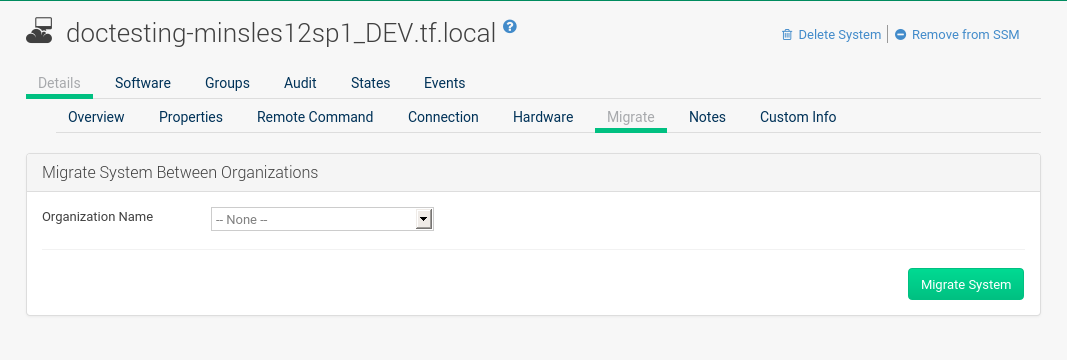 doctesting-minsles12sp1_DEV.tf.local ?
Delete System | Remove from SSM
Details Software Groups Audit States Events
Overview Properties Remote Command Connection Hardware Migrate Notes Custom Info
Migrate System Between Organizations
Organization Name -- None --
Migrate System